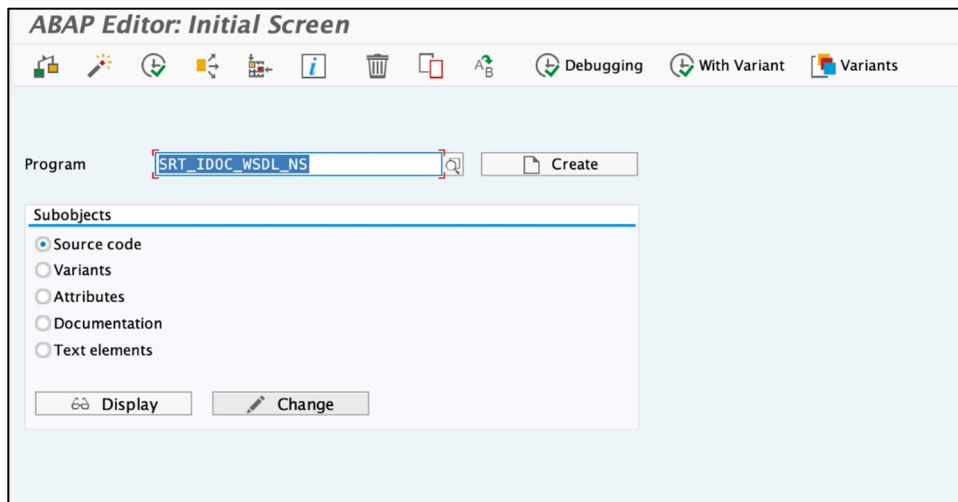 ABAP Editor: Initial Screen
Debugging With Variant Variants
Program SRT_IDOC_WSDL_NS Create
Subobjects
Source code
Variants
Attributes
Documentation
Text elements
Display Change